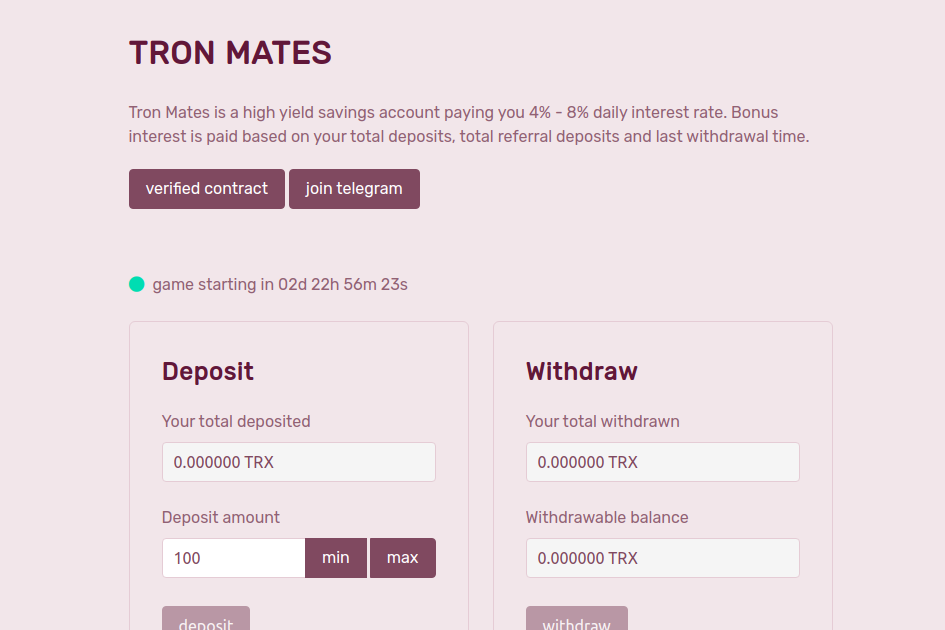 TRON MATES
Tron Mates is a high yield savings account paying you 4% - 8% daily interest rate. Bonus
interest is paid based on your total deposits, total referral deposits and last withdrawal time.
verified contract join telegram
game starting in 02d 22h 56m 23s
Deposit
Your total deposited
0.000000 TRX
Deposit amount
100 min max
deposit
Withdraw
Your total withdrawn
0.000000 TRX
Withdrawable balance
0.000000 TRX
withdraw